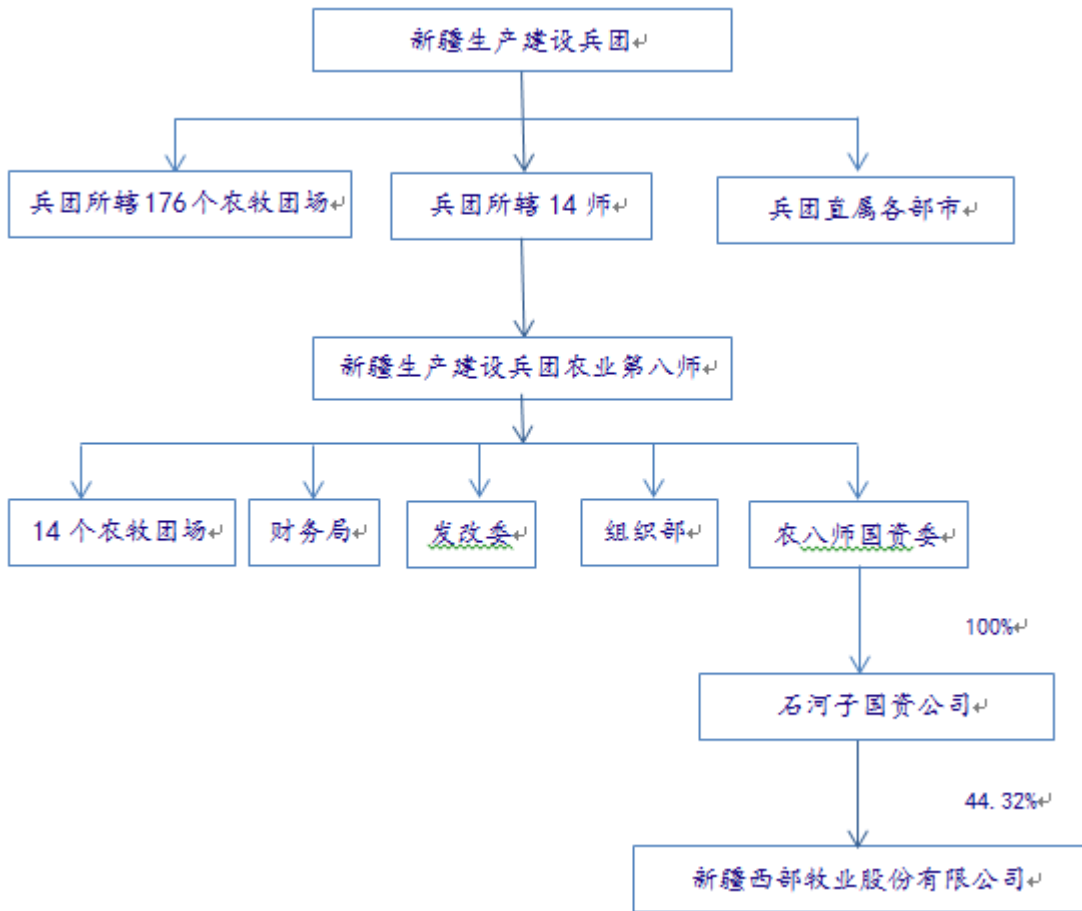 新疆生产建设兵团
兵团所辖176个农牧团场
兵团所辖 14 师
兵团直属各部市
新疆生产建设兵团农业第八师
14 个农牧团场
财务局
发改委
组织部
农八师国资委
100%
石河子国资公司
44.32%
新疆西部牧业股份有限公司